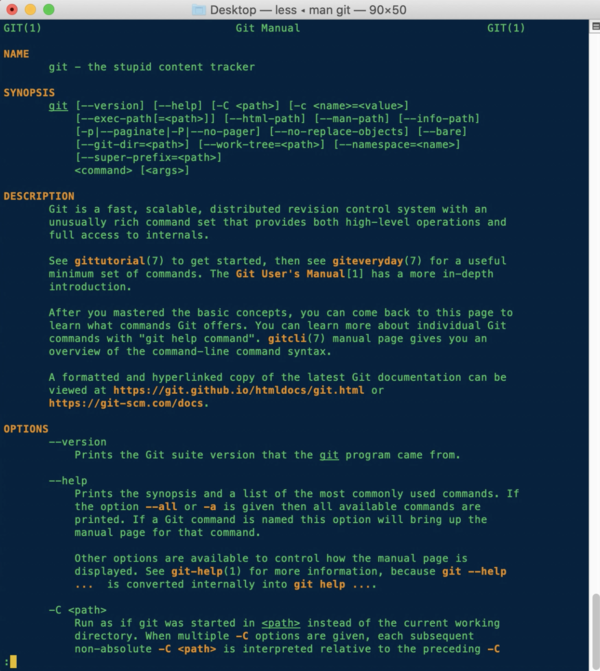 Desktop — less ◂ man git — 90×50
GIT(1) Git Manual GIT(1)
NAME
git - the stupid content tracker
SYNOPSIS
git [--version] [--help] [-C <path>] [-c <name>=<value>]
[--exec-path[=<path>]] [--html-path] [--man-path] [--info-path]
[-p|--paginate|-P|--no-pager] [--no-replace-objects] [--bare]
[--git-dir=<path>] [--work-tree=<path>] [--namespace=<name>]
[--super-prefix=<path>]
<command> [<args>]
DESCRIPTION
Git is a fast, scalable, distributed revision control system with an
unusually rich command set that provides both high-level operations and
full access to internals.
See gittutorial(7) to get started, then see giteveryday(7) for a useful
minimum set of commands. The Git User's Manual[1] has a more in-depth
introduction.
After you mastered the basic concepts, you can come back to this page to
learn what commands Git offers. You can learn more about individual Git
commands with "git help command". gitcli(7) manual page gives you an
overview of the command-line command syntax.
A formatted and hyperlinked copy of the latest Git documentation can be
viewed at https://git.github.io/htmldocs/git.html or
https://git-scm.com/docs.
OPTIONS
--version
Prints the Git suite version that the git program came from.
--help
Prints the synopsis and a list of the most commonly used commands. If
the option --all or -a is given then all available commands are
printed. If a Git command is named this option will bring up the
manual page for that command.
Other options are available to control how the manual page is
displayed. See git-help(1) for more information, because git --help
... is converted internally into git help ....
-C <path>
Run as if git was started in <path> instead of the current working
directory. When multiple -C options are given, each subsequent
non-absolute -C <path> is interpreted relative to the preceding -C
: